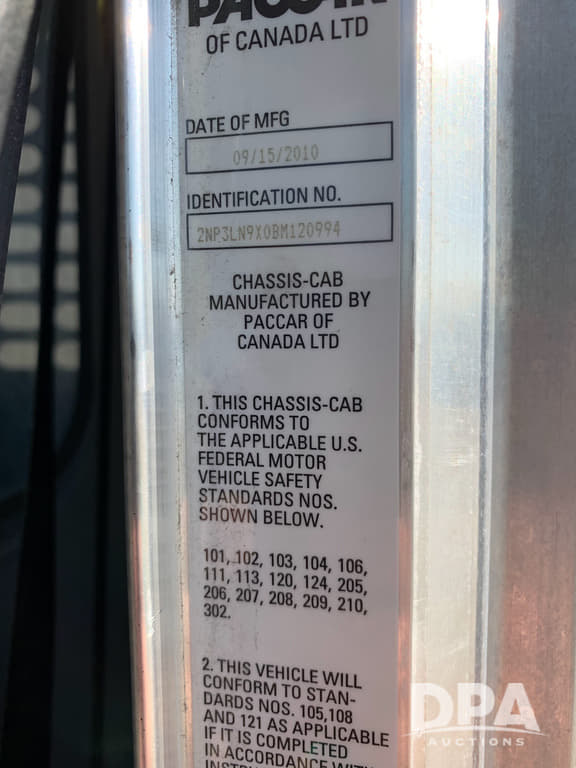 PACCAR
OF CANADA LTD
DATE OF MFG
09/15/2010
IDENTIFICATION NO.
2NP3LN9X0BM120994
CHASSIS-CAB
MANUFACTURED BY
PACCAR OF
CANADA LTD
1. THIS CHASSIS-CAB
CONFORMS TO
THE APPLICABLE U.S.
FEDERAL MOTOR
VEHICLE SAFETY
STANDARDS NOS.
SHOWN BELOW.
101, 102, 103, 104, 106,
111, 113, 120, 124, 205,
206, 207, 208, 209, 210,
302.
2. THIS VEHICLE WILL
CONFORM TO STAN-
DARDS NOS. 105,108
AND 121 AS APPLICABLE
IF IT IS COMPLETED
IN ACCORDANCE WITH
DPA
AUCTIONS